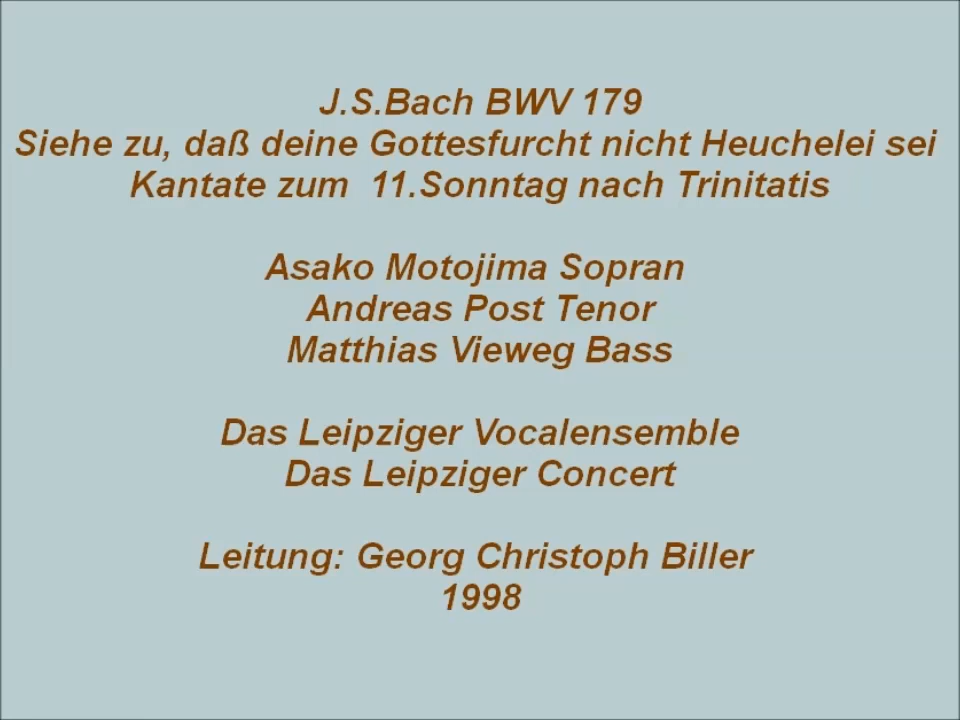 J.S.Bach BWV 179
Siehe zu, daß deine Gottesfurcht nicht Heuchelei sei
Kantate zum 11.Sonntag nach Trinitatis
Asako Motojima Sopran
Andreas Post Tenor
Matthias Vieweg Bass
Das Leipziger Vocalensemble
Das Leipziger Concert
Leitung: Georg Christoph Biller
1998